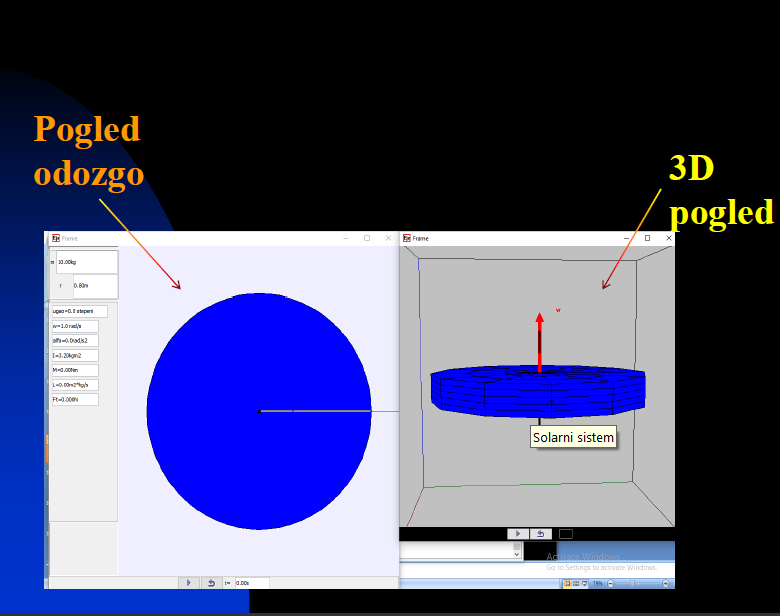 Pogled
odozgo
3D
pogled
Frame
Frame
m 10.00kg
r 0.80m
ugao=0.0 stepeni
w=1.0 rad/s
alfa=0.0rad/s2
I=3.20kgm2
M=0.00Nm
L=0.00m2*kg/s
Ft=0.000N
w
Solarni sistem
t= 0.00s
Activate Windows
Go to Settings to activate Windows.